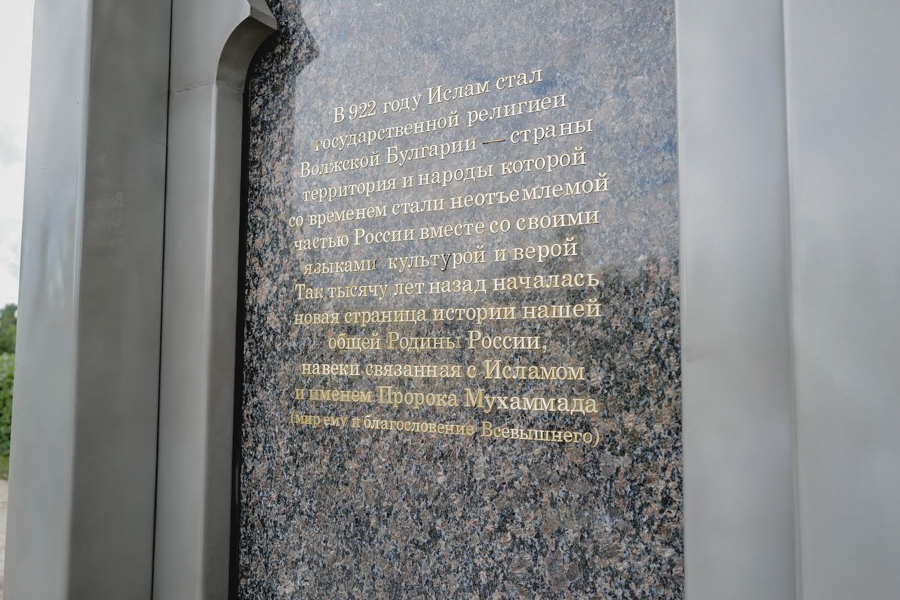 В 922 году Ислам стал
государственной религией
Волжской Булгарии — страны
территория и народы которой
со временем стали неотъемлемой
частью России вместе со своими
языками культурой и верой
Так тысячу лет назад началась
новая страница истории нашей
общей Родины России,
навеки связанная с Исламом
и именем Пророка Мухаммада
(мир ему и благословение Всевышнего)